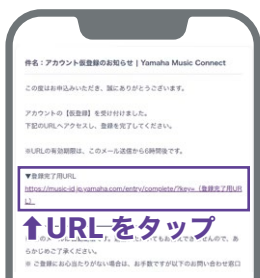 件名：アカウント仮登録のお知らせ | Yamaha Music Connect
この度はお申込みいただき、誠にありがとうございます。
アカウントの【仮登録】を受け付けました。
下記のURLへアクセスし、登録を完了してください。
※URLの有効期限は、このメール送信から6時間後です。
▼登録完了用URL
https://music-id.jp.yamaha.com/entry/complete/?key=（登録完了用UR
L）
↑URLをタップ
せんので、あ
らかじめご了承ください。
※ ご登録にお心当たりがない場合は、お手数ですが以下のお問い合わせ窓口